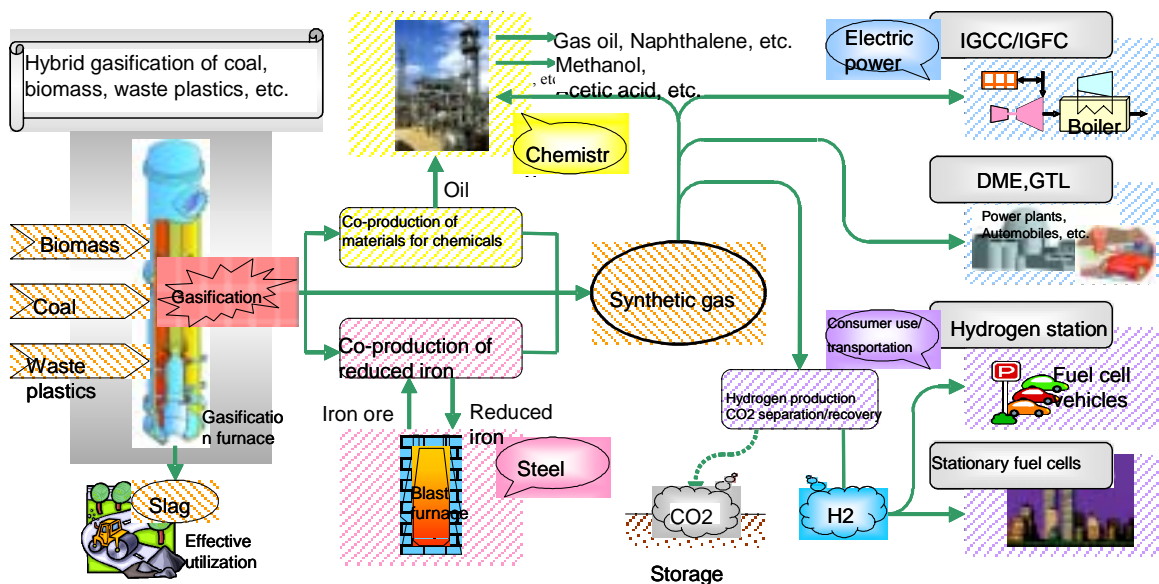 Hybrid gasification of coal,
biomass, waste plastics, etc.
Gas oil, Naphthalene, etc.
Methanol,
, etc
cetic acid, etc.
Electric
power
IGCC/IGFC
Boiler
Chemistr
Oil
DME,GTL
Power plants,
Automobiles, etc.
Biomass
Coal
Waste
plastics
Gasification
Gasificatio
n furnace
Co-production of
materials for chemicals
Synthetic gas
Co-production of
reduced iron
Iron ore
Reduced
iron
Blast
furnace
Steel
Slag
Effective
utilization
Consumer use/
transportation
Hydrogen station
P
Fuel cell
vehicles
Hydrogen production
CO2 separation/recovery
Stationary fuel cells
CO2
H2
Storage